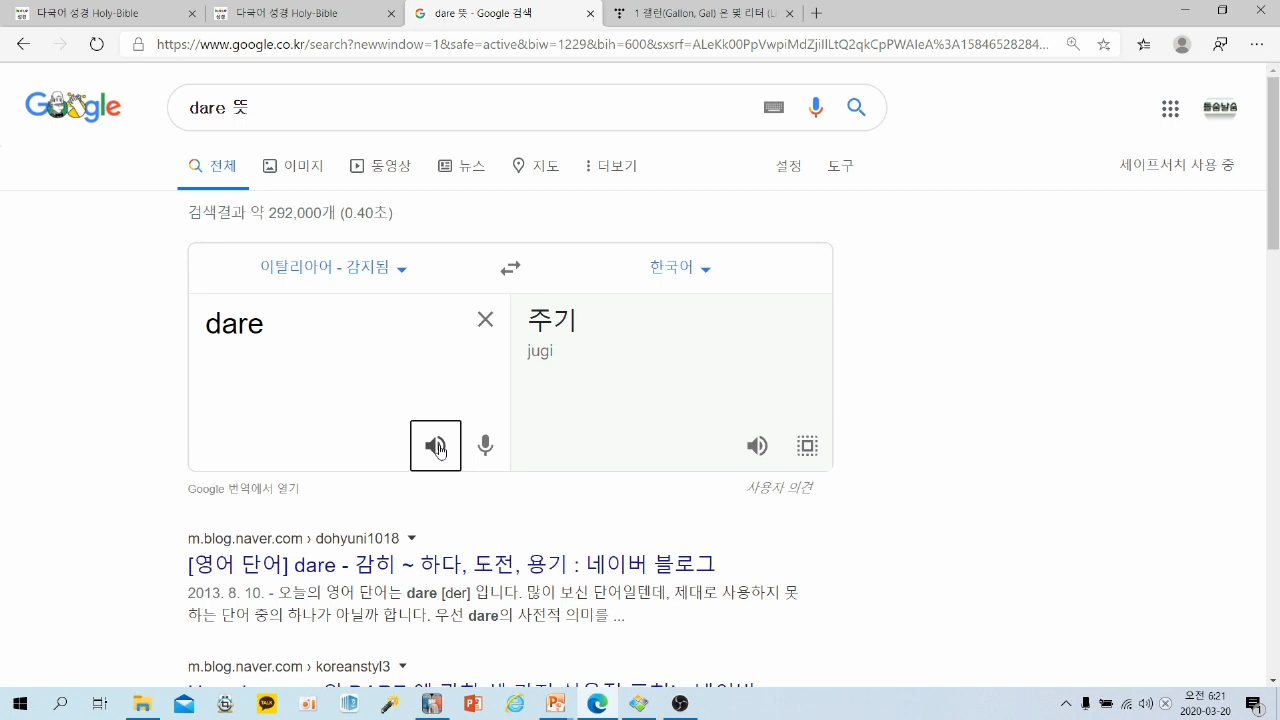 다국어 성경 Holy-Bible
다국어 성경 Holy-Bible
dare 뜻 - Google 검색
1 갤런(Gallon, Gal) 은 몇 리터 (L
https://www.google.co.kr/search?newwindow=1&safe=active&biw=1229&bih=600&sxsrf=ALeKk00PpVwpiMdZjiIlLtQ2qkCpPWAIeA%3A15846528284...
Google
dare 뜻
전체 이미지 동영상 뉴스 지도 더보기 설정 도구
세이프서치 사용 중
검색결과 약 292,000개 (0.40초)
이탈리아어 - 감지됨
한국어
dare
주기
jugi
Google 번역에서 열기
사용자 의견
m.blog.naver.com › dohyuni1018
[영어 단어] dare - 감히 ~ 하다, 도전, 용기 : 네이버 블로그
2013. 8. 10. - 오늘의 영어 단어는 dare [der] 입니다. 많이 보신 단어일텐데, 제대로 사용하지 못
하는 단어 중의 하나가 아닐까 합니다. 우선 dare의 사전적 의미를 ...
m.blog.naver.com › koreanstyl3
오전 6:21
2020-03-20